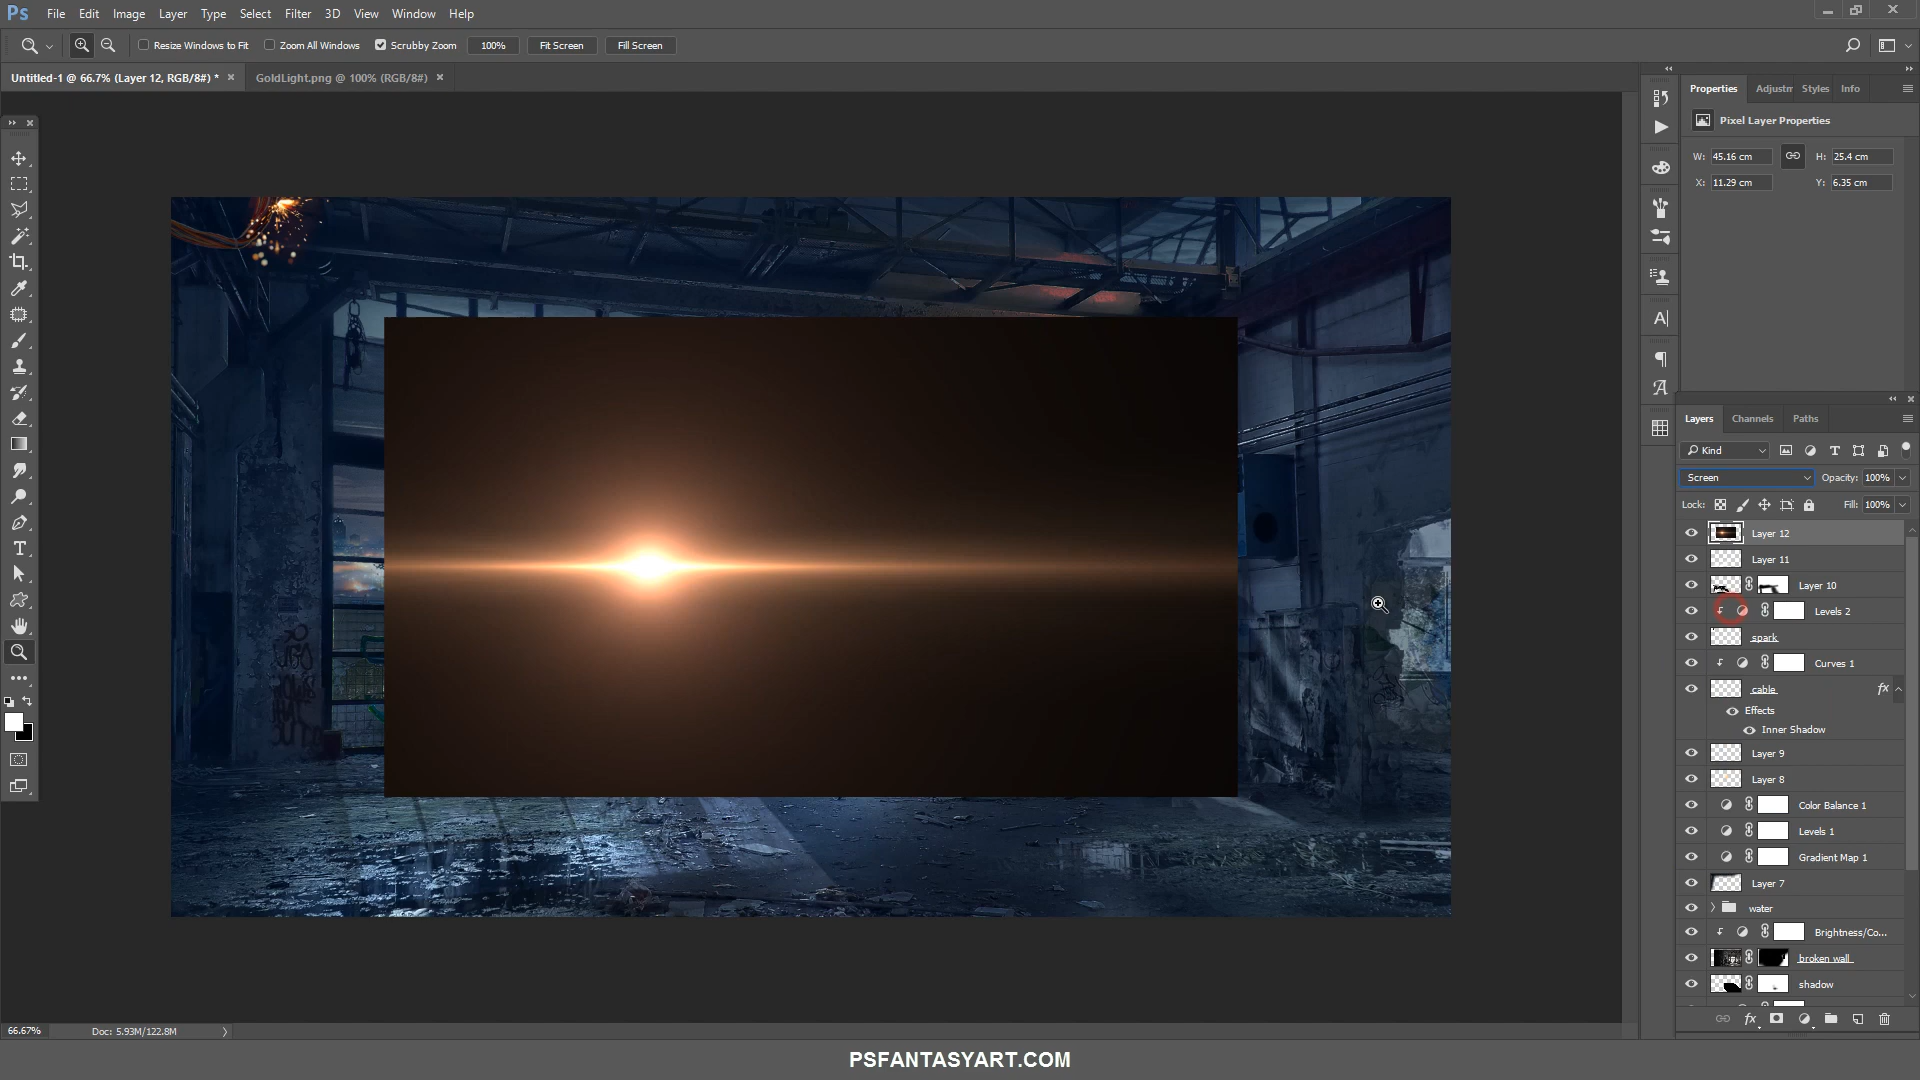 Ps File Edit Image Layer Type Select Filter 3D View Window Help
Resize Windows to Fit Zoom All Windows Scrubby Zoom 100% Fit Screen Fill Screen
Untitled-1 @ 66.7% (Layer 12, RGB/8#) * × GoldLight.png @ 100% (RGB/8#) ×
Properties Adjustm Styles Info
Pixel Layer Properties
W: 45.16 cm H: 25.4 cm
X: 11.29 cm Y: 6.35 cm
Layers Channels Paths
Kind
Screen Opacity: 100%
Lock: Fill: 100%
Layer 12
Layer 11
Layer 10
Levels 2
spark
Curves 1
cable fx
Effects
Inner Shadow
Layer 9
Layer 8
Color Balance 1
Levels 1
Gradient Map 1
Layer 7
water
Brightness/Co...
broken wall
shadow
66.67% Doc: 5.93M/122.8M
PSFANTASYART.COM